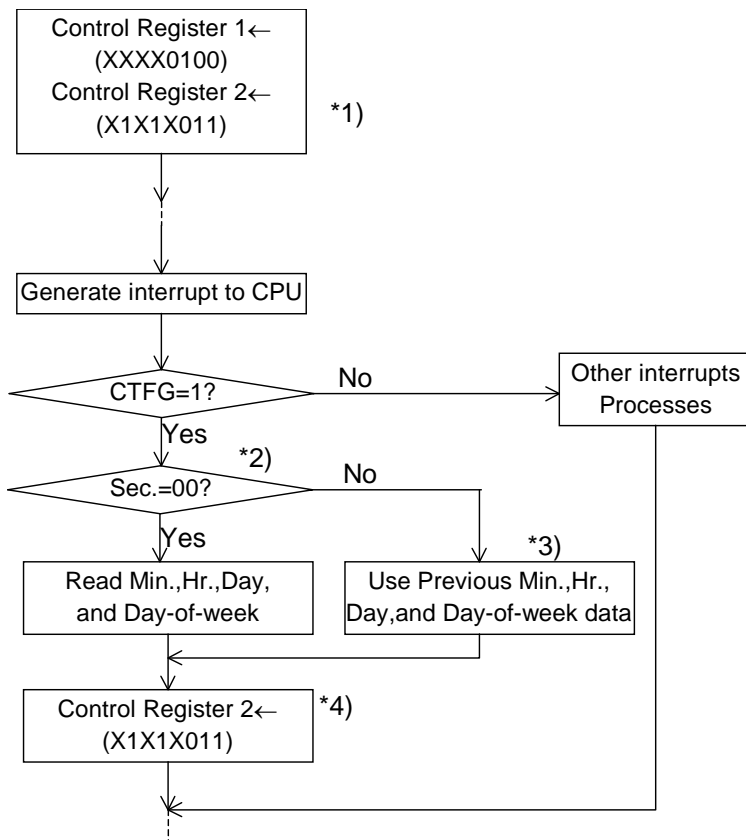 Control Register 1←
(XXXX0100)
Control Register 2←
(X1X1X011)
*1)
Generate interrupt to CPU
CTFG=1?
No
Other interrupts
Processes
Yes
*2)
Sec.=00?
No
Yes
*3)
Read Min.,Hr.,Day,
and Day-of-week
Use Previous Min.,Hr.,
Day,and Day-of-week data
Control Register 2←
(X1X1X011)
*4)